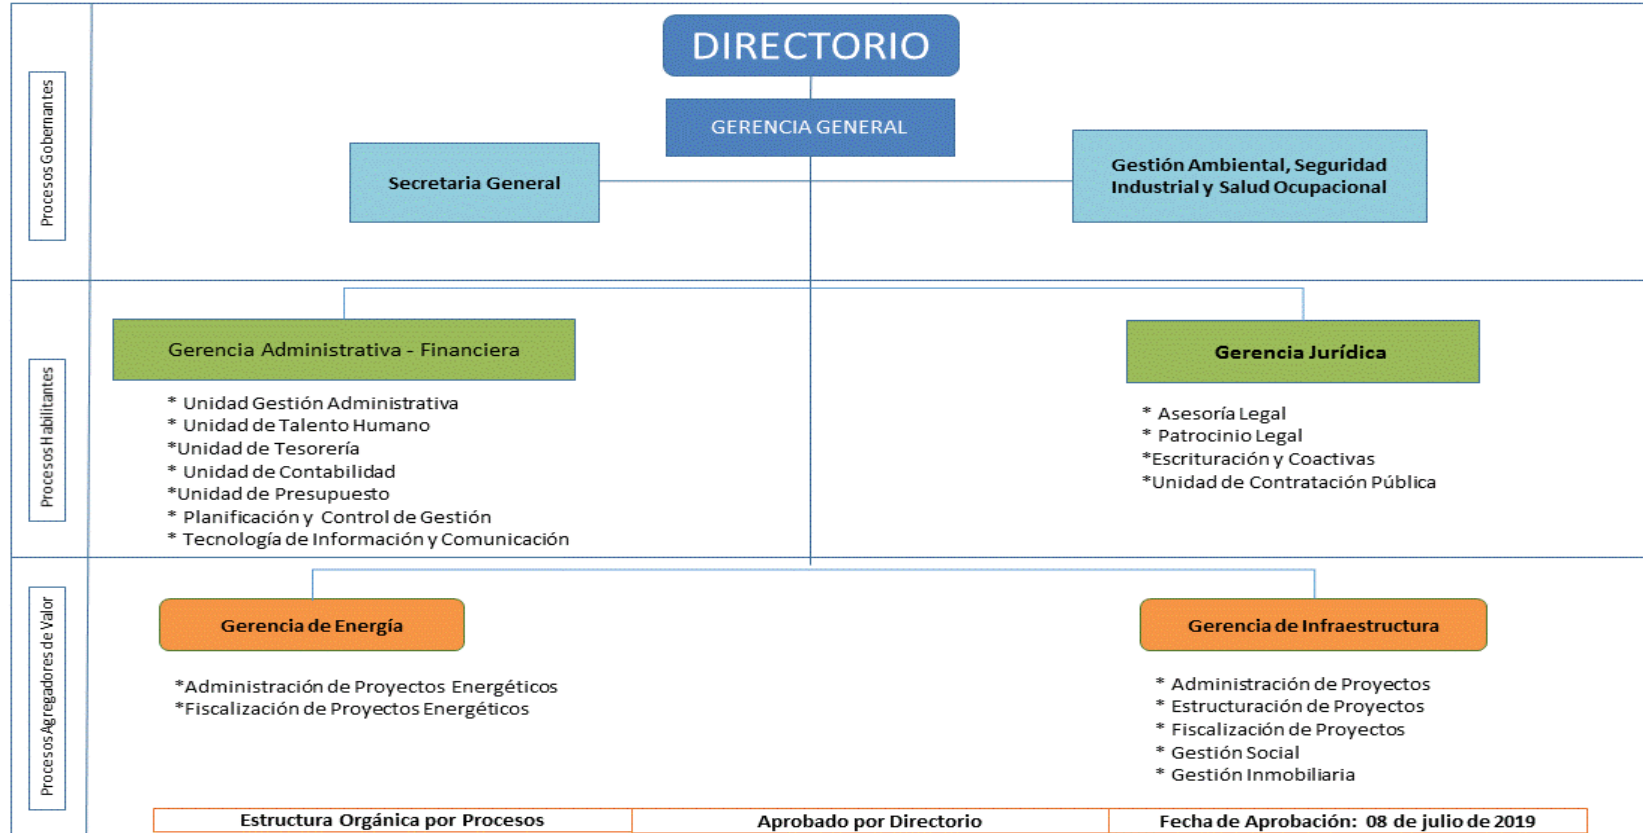 DIRECTORIO
GERENCIA GENERAL
Procesos Gobernantes
Secretaria General
Gestión Ambiental, Seguridad
Industrial y Salud Ocupacional
Procesos Habilitantes
Gerencia Administrativa - Financiera
* Unidad Gestión Administrativa
* Unidad de Talento Humano
*Unidad de Tesorería
* Unidad de Contabilidad
*Unidad de Presupuesto
* Planificación y Control de Gestión
* Tecnología de Información y Comunicación
Gerencia Jurídica
* Asesoría Legal
* Patrocinio Legal
*Escrituración y Coactivas
*Unidad de Contratación Pública
Procesos Agregadores de Valor
Gerencia de Energía
*Administración de Proyectos Energéticos
*Fiscalización de Proyectos Energéticos
Gerencia de Infraestructura
* Administración de Proyectos
* Estructuración de Proyectos
* Fiscalización de Proyectos
* Gestión Social
* Gestión Inmobiliaria
Estructura Orgánica por Procesos
Aprobado por Directorio
Fecha de Aprobación: 08 de julio de 2019